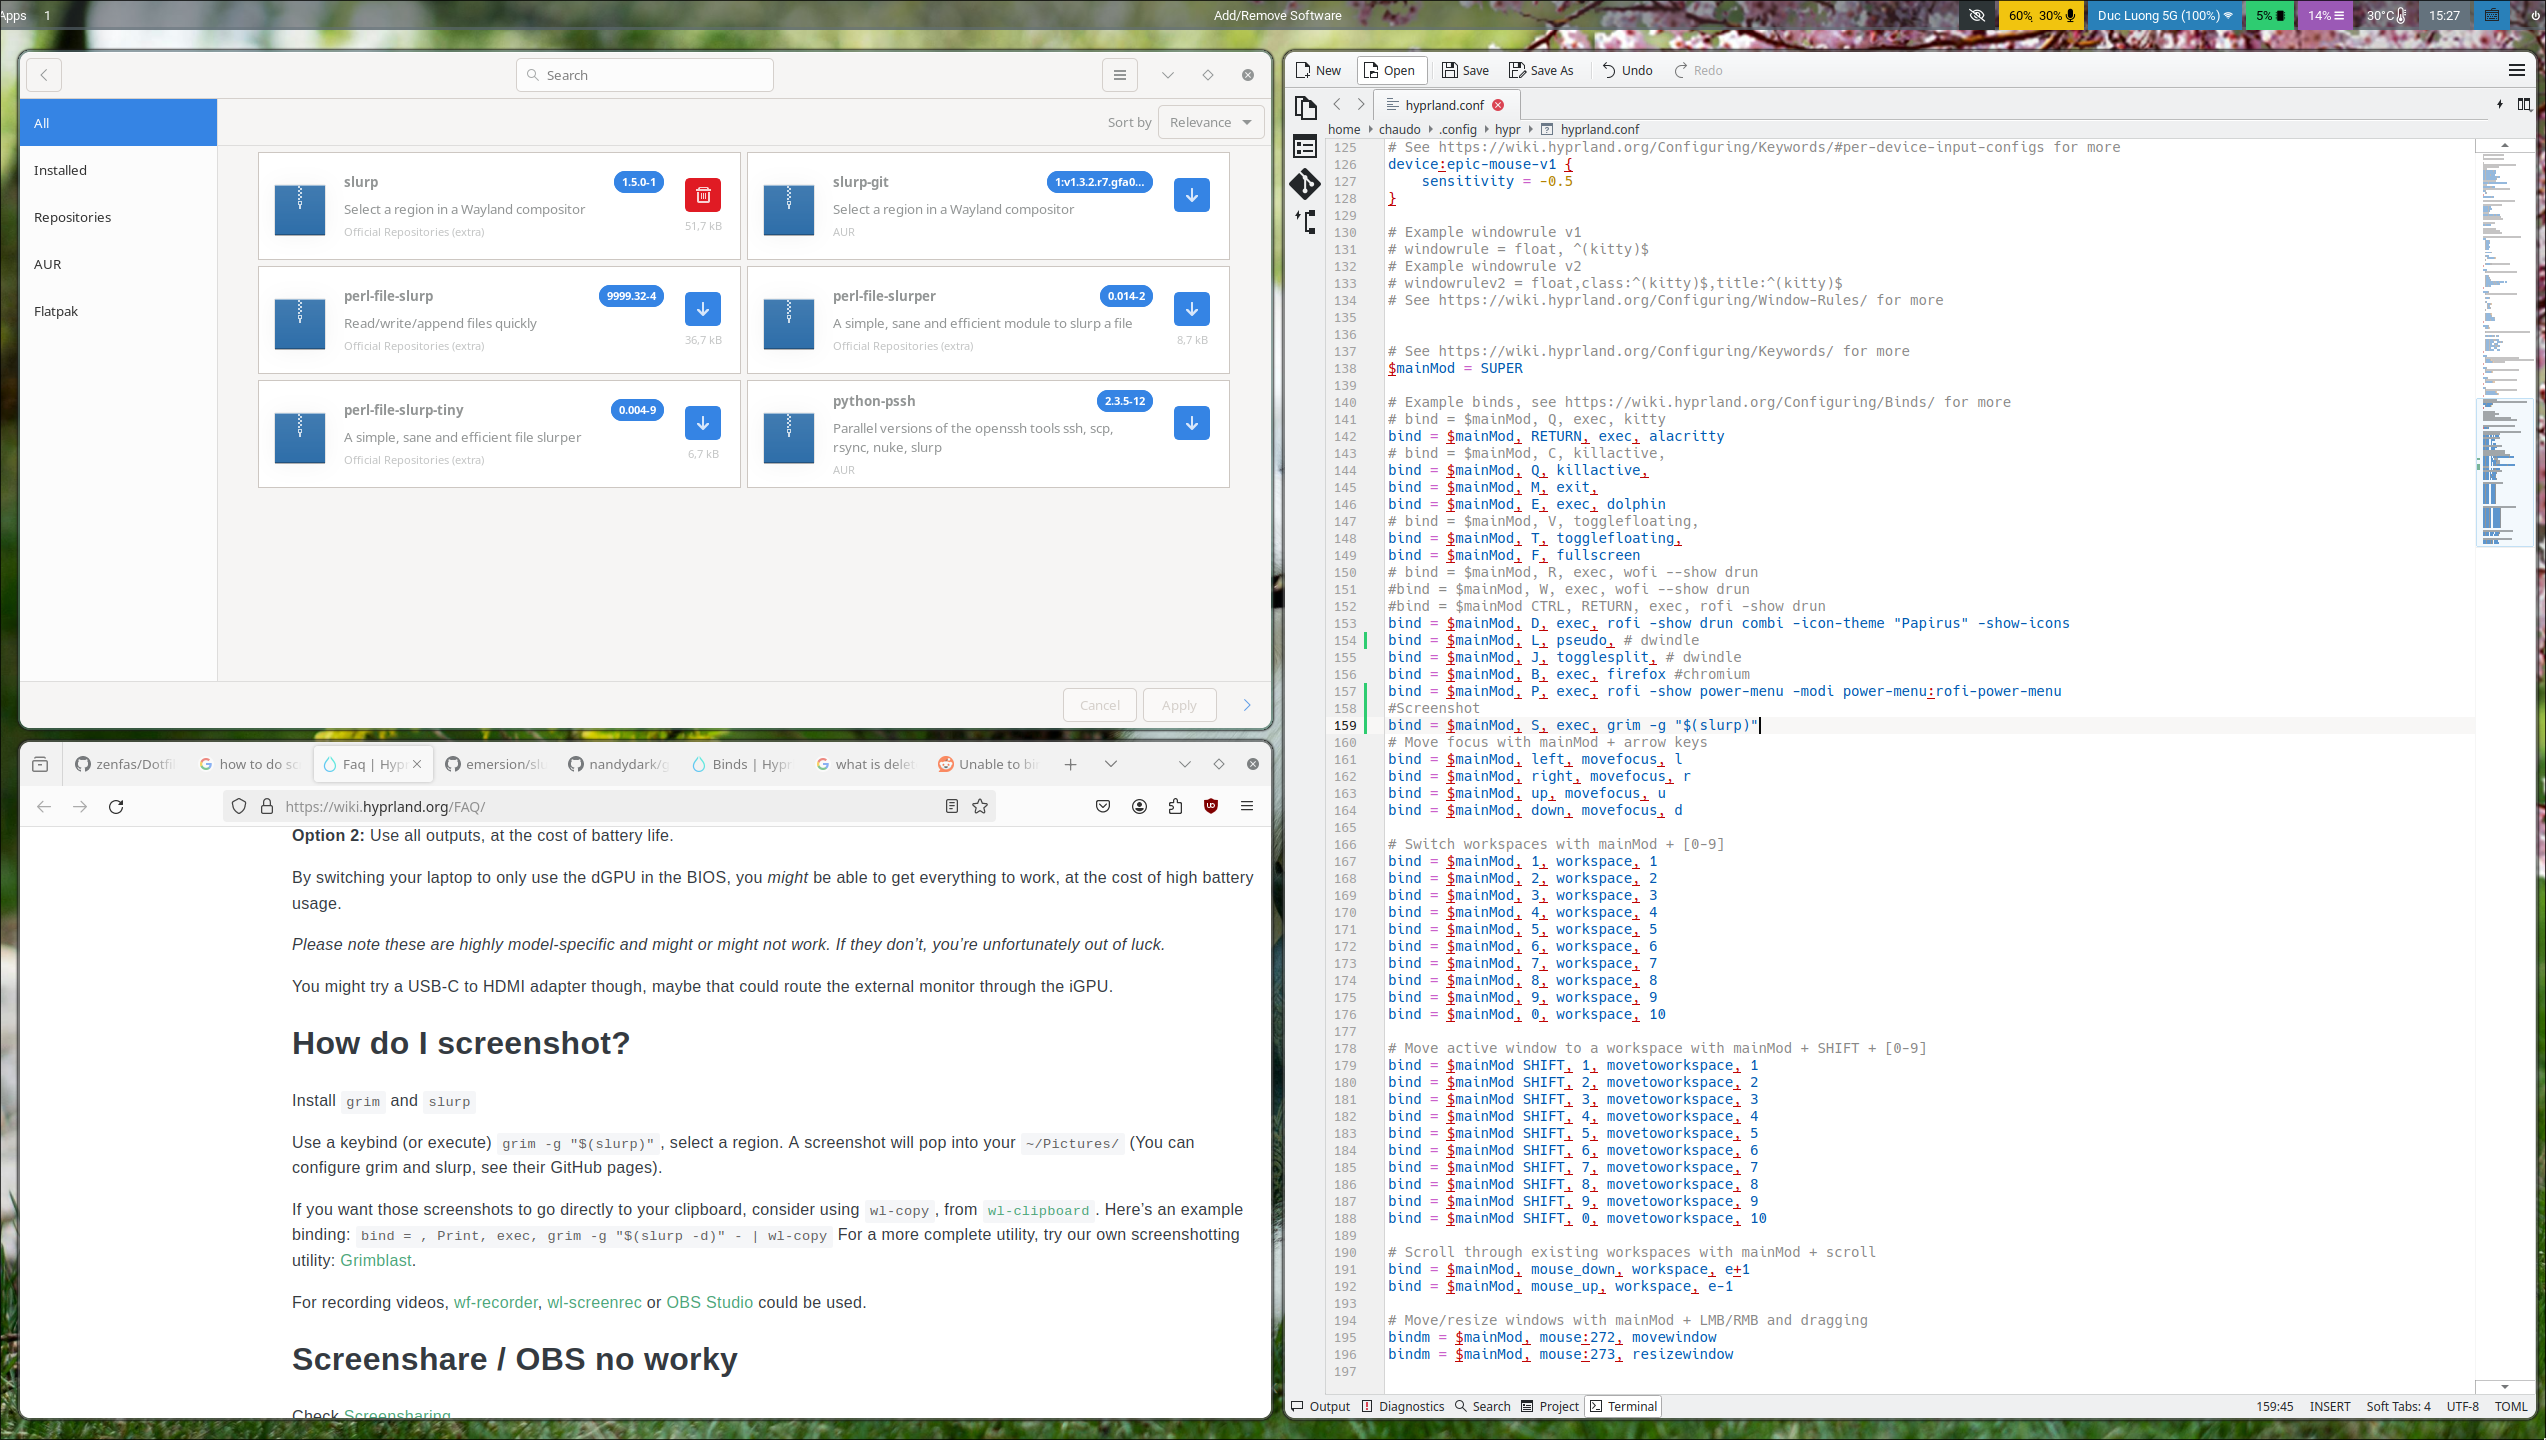 Apps 1 Add/Remove Software 60% 30% Duc Luong 5G (100%) 5% 14% 30°C 15:27
Search
All
Installed
Repositories
AUR
Flatpak
Sort by Relevance
slurp 1.5.0-1
Select a region in a Wayland compositor
Official Repositories (extra)
51,7 kB
slurp-git 1:v1.3.2.r7.gfa0...
Select a region in a Wayland compositor
AUR
perl-file-slurp 9999.32-4
Read/write/append files quickly
Official Repositories (extra)
36,7 kB
perl-file-slurper 0.014-2
A simple, sane and efficient module to slurp a file
Official Repositories (extra)
8,7 kB
perl-file-slurp-tiny 0.004-9
A simple, sane and efficient file slurper
Official Repositories (extra)
6,7 kB
python-pssh 2.3.5-12
Parallel versions of the openssh tools ssh, scp,
rsync, nuke, slurp
AUR
Cancel Apply
zenfas/Dotfi how to do sc Faq | Hypr emersion/slu nandydark/g Binds | Hypr what is delet Unable to bin
https://wiki.hyprland.org/FAQ/
Option 2: Use all outputs, at the cost of battery life.
By switching your laptop to only use the dGPU in the BIOS, you might be able to get everything to work, at the cost of high battery
usage.
Please note these are highly model-specific and might or might not work. If they don’t, you’re unfortunately out of luck.
You might try a USB-C to HDMI adapter though, maybe that could route the external monitor through the iGPU.
How do I screenshot?
Install grim and slurp
Use a keybind (or execute) grim -g "$(slurp)" , select a region. A screenshot will pop into your ~/Pictures/ (You can
configure grim and slurp, see their GitHub pages).
If you want those screenshots to go directly to your clipboard, consider using wl-copy , from wl-clipboard . Here’s an example
binding: bind = , Print, exec, grim -g "$(slurp -d)" - | wl-copy For a more complete utility, try our own screenshotting
utility: Grimblast.
For recording videos, wf-recorder, wl-screenrec or OBS Studio could be used.
Screenshare / OBS no worky
Check Screensharing
New Open Save Save As Undo Redo
hyprland.conf
home chaudo .config hypr hyprland.conf
125 # See https://wiki.hyprland.org/Configuring/Keywords/#per-device-input-configs for more
126 device:epic-mouse-v1 {
127 sensitivity = -0.5
128 }
129
130 # Example windowrule v1
131 # windowrule = float, ^(kitty)$
132 # Example windowrule v2
133 # windowrulev2 = float,class:^(kitty)$,title:^(kitty)$
134 # See https://wiki.hyprland.org/Configuring/Window-Rules/ for more
135
136
137 # See https://wiki.hyprland.org/Configuring/Keywords/ for more
138 $mainMod = SUPER
139
140 # Example binds, see https://wiki.hyprland.org/Configuring/Binds/ for more
141 # bind = $mainMod, Q, exec, kitty
142 bind = $mainMod, RETURN, exec, alacritty
143 # bind = $mainMod, C, killactive,
144 bind = $mainMod, Q, killactive,
145 bind = $mainMod, M, exit,
146 bind = $mainMod, E, exec, dolphin
147 # bind = $mainMod, V, togglefloating,
148 bind = $mainMod, T, togglefloating,
149 bind = $mainMod, F, fullscreen
150 # bind = $mainMod, R, exec, wofi --show drun
151 #bind = $mainMod, W, exec, wofi --show drun
152 #bind = $mainMod CTRL, RETURN, exec, rofi -show drun
153 bind = $mainMod, D, exec, rofi -show drun combi -icon-theme "Papirus" -show-icons
154 bind = $mainMod, L, pseudo, # dwindle
155 bind = $mainMod, J, togglesplit, # dwindle
156 bind = $mainMod, B, exec, firefox #chromium
157 bind = $mainMod, P, exec, rofi -show power-menu -modi power-menu:rofi-power-menu
158 #Screenshot
159 bind = $mainMod, S, exec, grim -g "$(slurp)"
160 # Move focus with mainMod + arrow keys
161 bind = $mainMod, left, movefocus, l
162 bind = $mainMod, right, movefocus, r
163 bind = $mainMod, up, movefocus, u
164 bind = $mainMod, down, movefocus, d
165
166 # Switch workspaces with mainMod + [0-9]
167 bind = $mainMod, 1, workspace, 1
168 bind = $mainMod, 2, workspace, 2
169 bind = $mainMod, 3, workspace, 3
170 bind = $mainMod, 4, workspace, 4
171 bind = $mainMod, 5, workspace, 5
172 bind = $mainMod, 6, workspace, 6
173 bind = $mainMod, 7, workspace, 7
174 bind = $mainMod, 8, workspace, 8
175 bind = $mainMod, 9, workspace, 9
176 bind = $mainMod, 0, workspace, 10
177
178 # Move active window to a workspace with mainMod + SHIFT + [0-9]
179 bind = $mainMod SHIFT, 1, movetoworkspace, 1
180 bind = $mainMod SHIFT, 2, movetoworkspace, 2
181 bind = $mainMod SHIFT, 3, movetoworkspace, 3
182 bind = $mainMod SHIFT, 4, movetoworkspace, 4
183 bind = $mainMod SHIFT, 5, movetoworkspace, 5
184 bind = $mainMod SHIFT, 6, movetoworkspace, 6
185 bind = $mainMod SHIFT, 7, movetoworkspace, 7
186 bind = $mainMod SHIFT, 8, movetoworkspace, 8
187 bind = $mainMod SHIFT, 9, movetoworkspace, 9
188 bind = $mainMod SHIFT, 0, movetoworkspace, 10
189
190 # Scroll through existing workspaces with mainMod + scroll
191 bind = $mainMod, mouse_down, workspace, e+1
192 bind = $mainMod, mouse_up, workspace, e-1
193
194 # Move/resize windows with mainMod + LMB/RMB and dragging
195 bindm = $mainMod, mouse:272, movewindow
196 bindm = $mainMod, mouse:273, resizewindow
197
Output Diagnostics Search Project Terminal 159:45 INSERT Soft Tabs: 4 UTF-8 TOML